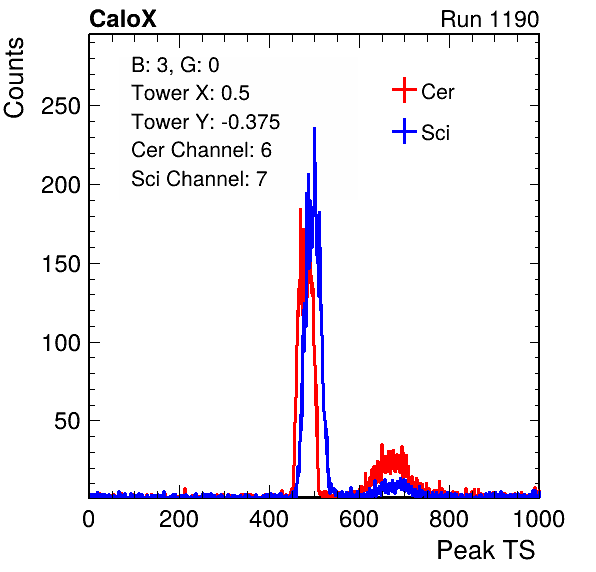 CaloX Run 1190
Counts
B: 3, G: 0
Tower X: 0.5
Tower Y: -0.375
Cer Channel: 6
Sci Channel: 7
Cer
Sci
250
200
150
100
50
0 200 400 600 800 1000
Peak TS